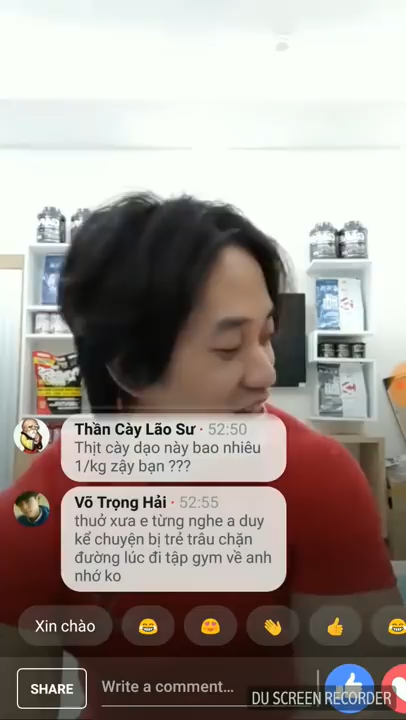 Thần Cày Lão Sư · 52:50
Thịt cày dạo này bao nhiêu
1/kg zậy bạn ???
Võ Trọng Hải · 52:55
thuở xưa e từng nghe a duy
kể chuyện bị trẻ trâu chặn
đường lúc đi tập gym về anh
nhớ ko
Xin chào
SHARE
Write a comment...
DU SCREEN RECORDER